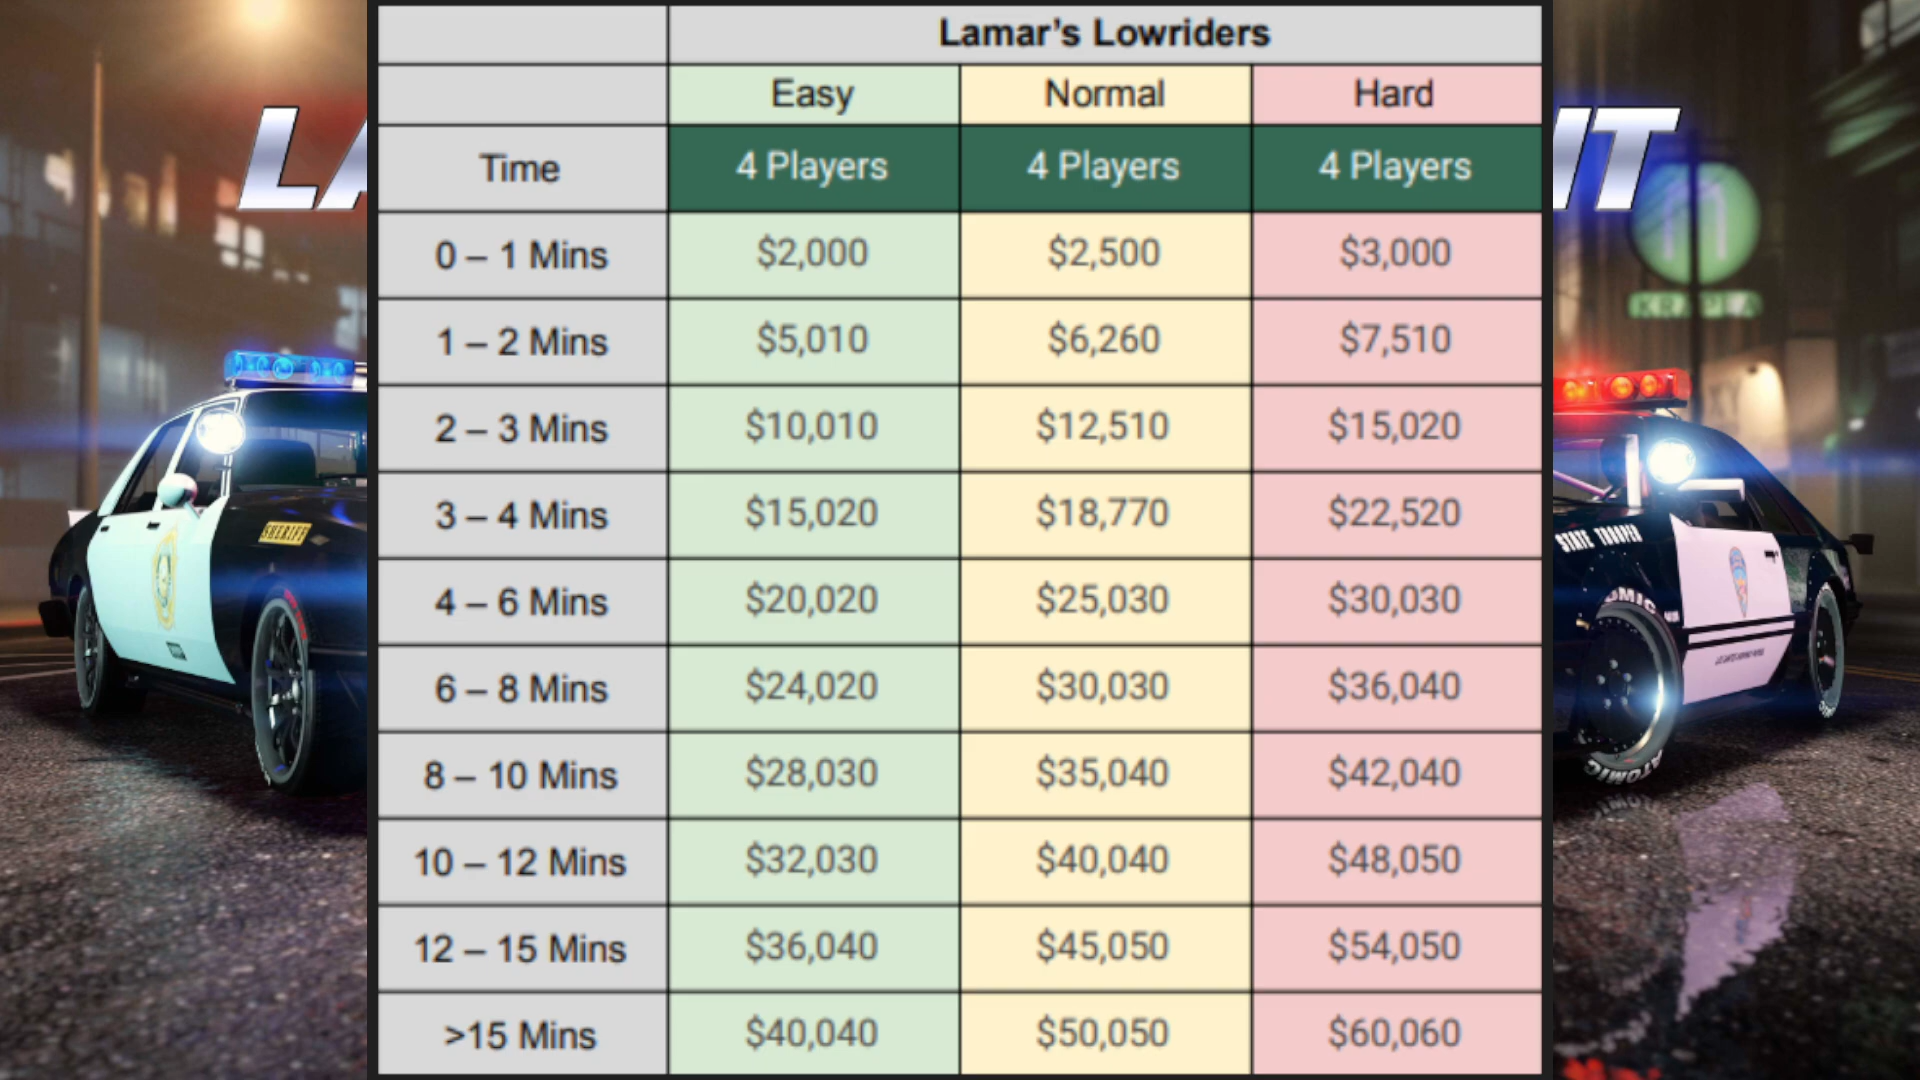 Lamar's Lowriders
Easy Normal Hard
Time 4 Players 4 Players 4 Players
0 – 1 Mins $2,000 $2,500 $3,000
1 – 2 Mins $5,010 $6,260 $7,510
2 – 3 Mins $10,010 $12,510 $15,020
3 – 4 Mins $15,020 $18,770 $22,520
4 – 6 Mins $20,020 $25,030 $30,030
6 – 8 Mins $24,020 $30,030 $36,040
8 – 10 Mins $28,030 $35,040 $42,040
10 – 12 Mins $32,030 $40,040 $48,050
12 – 15 Mins $36,040 $45,050 $54,050
>15 Mins $40,040 $50,050 $60,060
SHERIFF
STATE TROOPER
ATOMIC